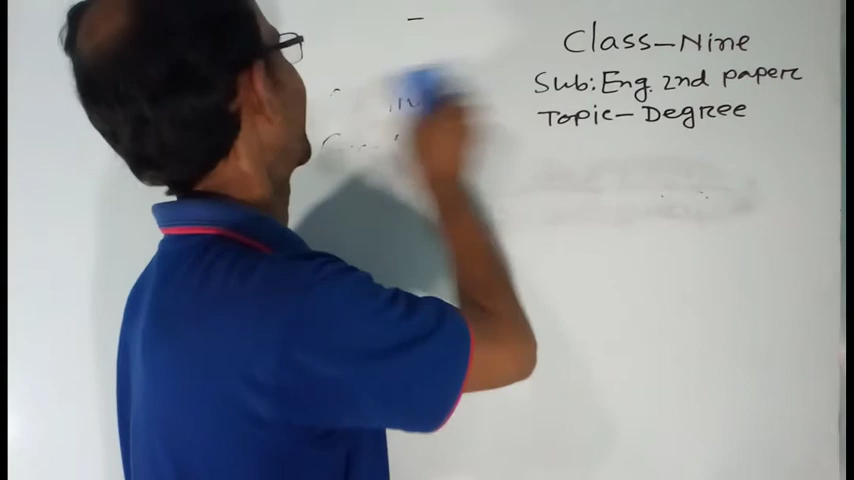 Class-Nine
Sub: Eng. 2nd paper
Topic- Degree